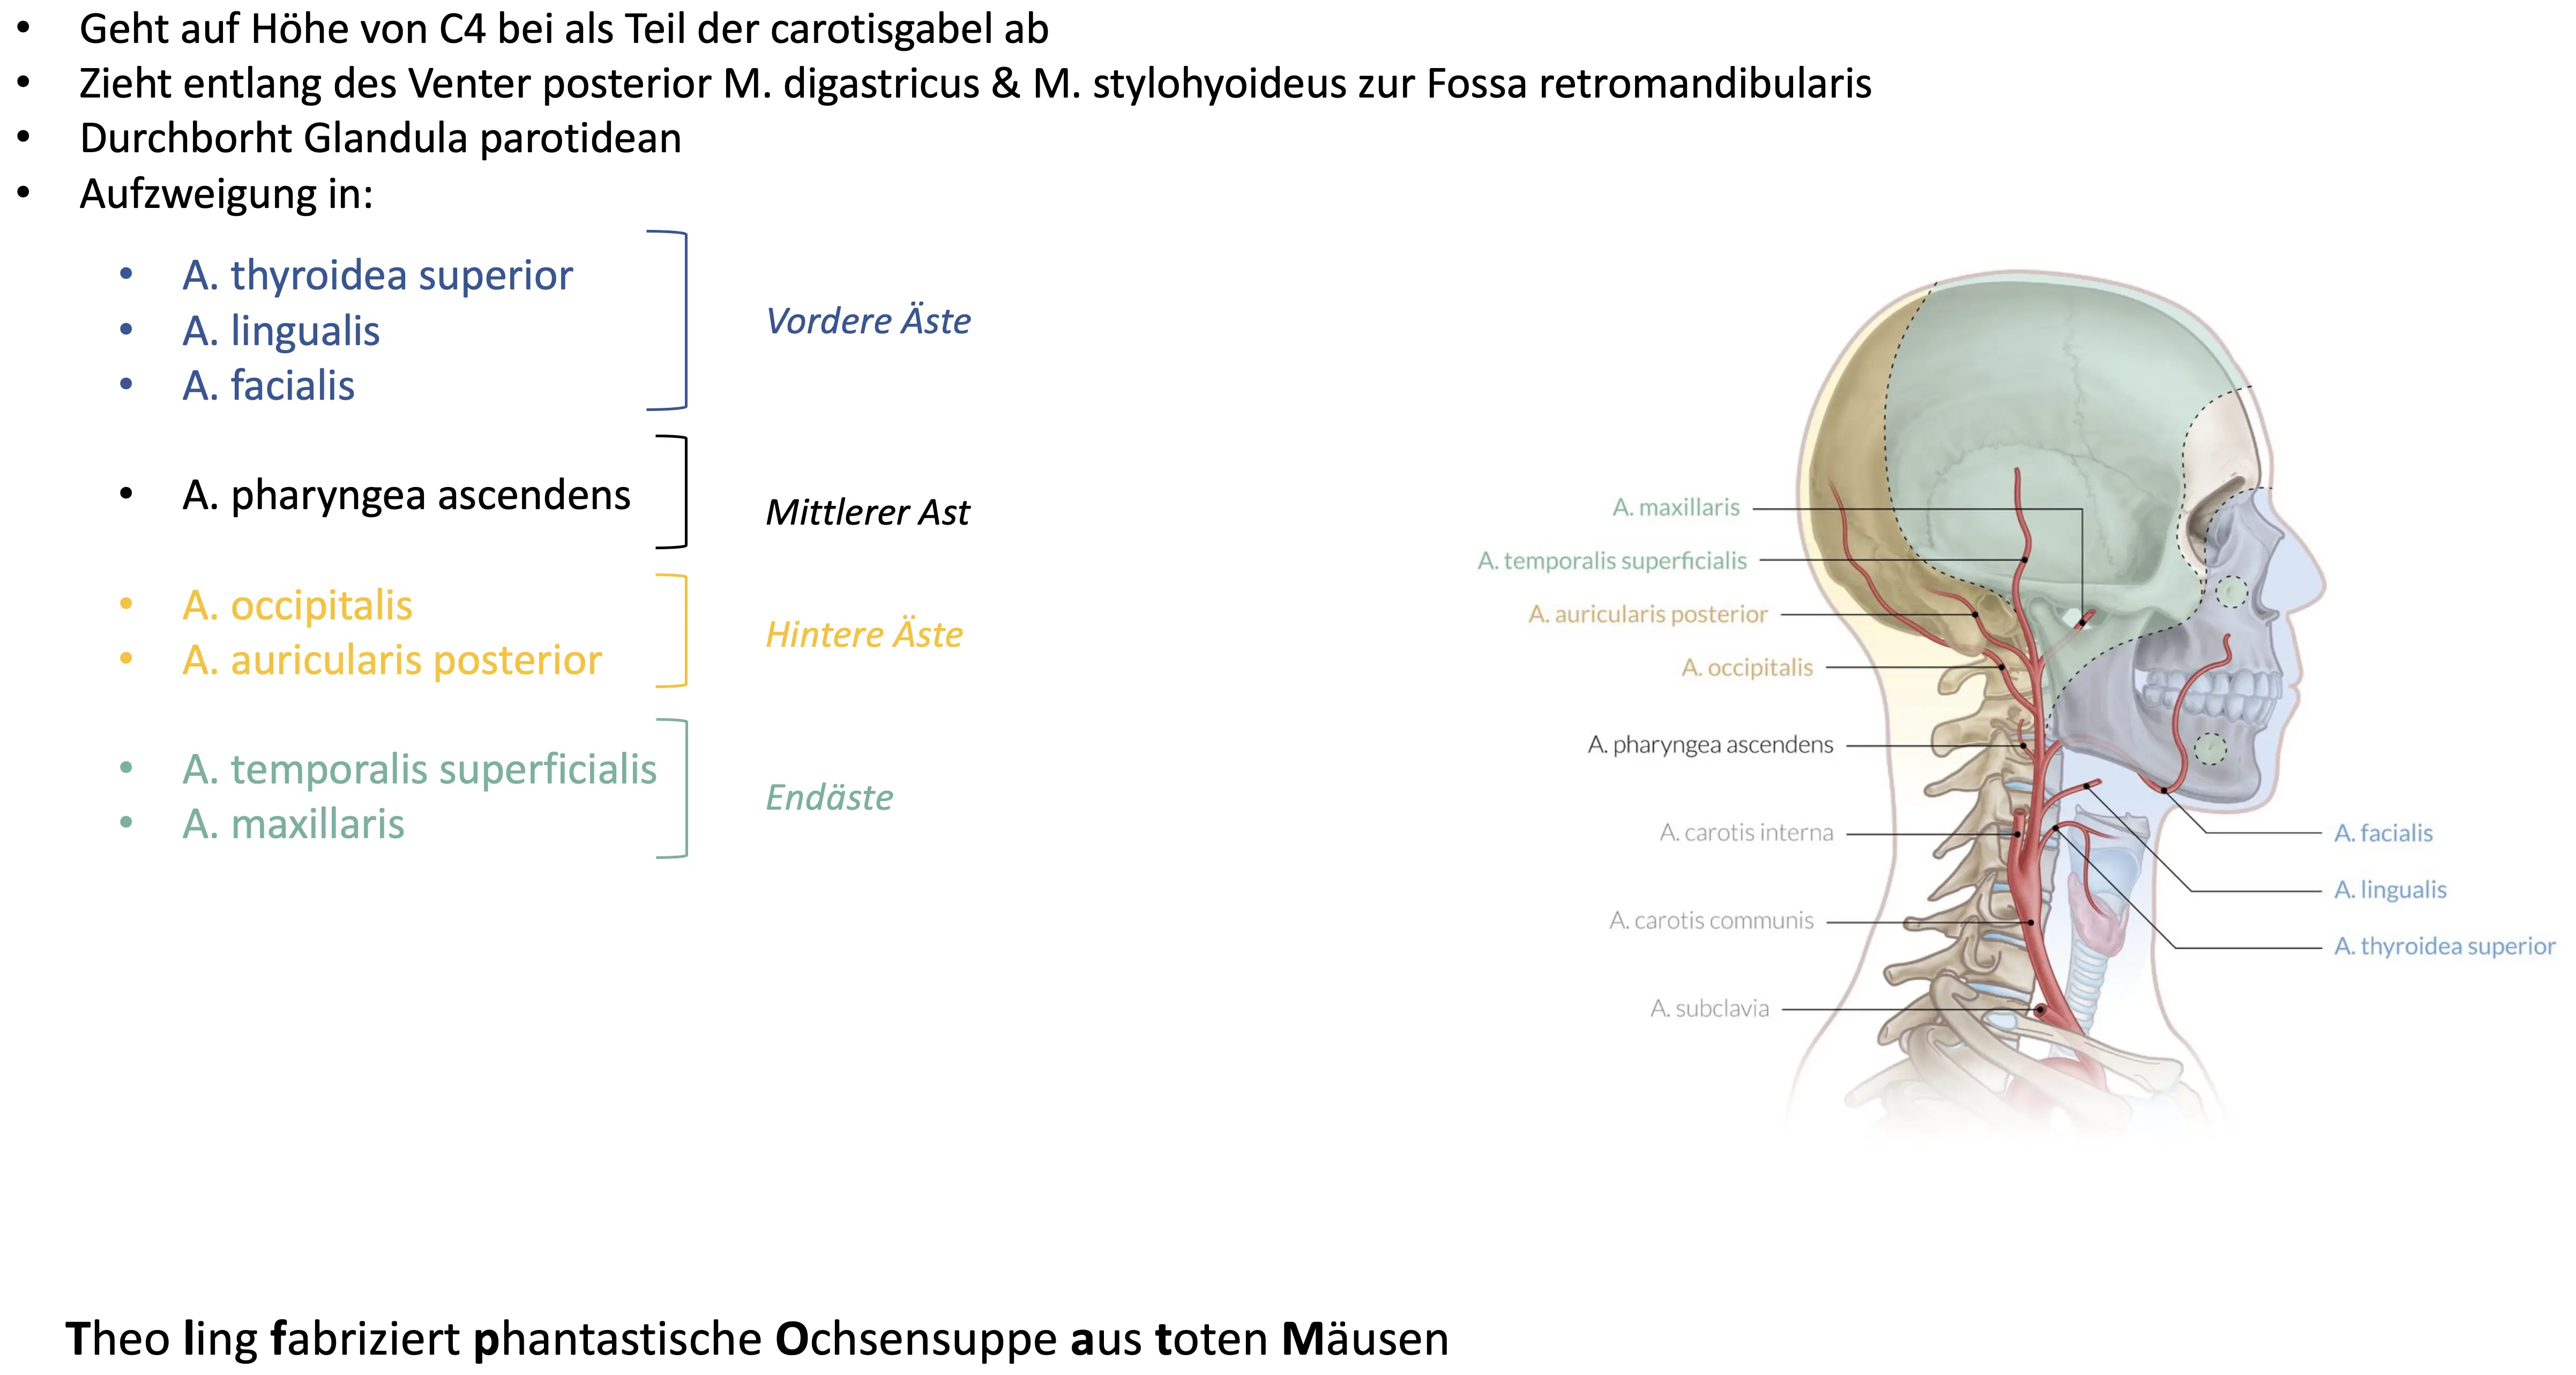 • Geht auf Höhe von C4 bei als Teil der carotisgabel ab
• Zieht entlang des Venter posterior M. digastricus & M. stylohyoideus zur Fossa retromandibularis
• Durchborht Glandula parotidean
• Aufzweigung in:
• A. thyroidea superior
• A. lingualis
• A. facialis
Vordere Äste
• A. pharyngea ascendens
Mittlerer Ast
• A. occipitalis
• A. auricularis posterior
Hintere Äste
• A. temporalis superficialis
• A. maxillaris
Endäste
A. maxillaris
A. temporalis superficialis
A. auricularis posterior
A. occipitalis
A. pharyngea ascendens
A. carotis interna
A. carotis communis
A. subclavia
A. facialis
A. lingualis
A. thyroidea superior
Theo ling fabriziert phantastische Ochsensuppe aus toten Mäusen